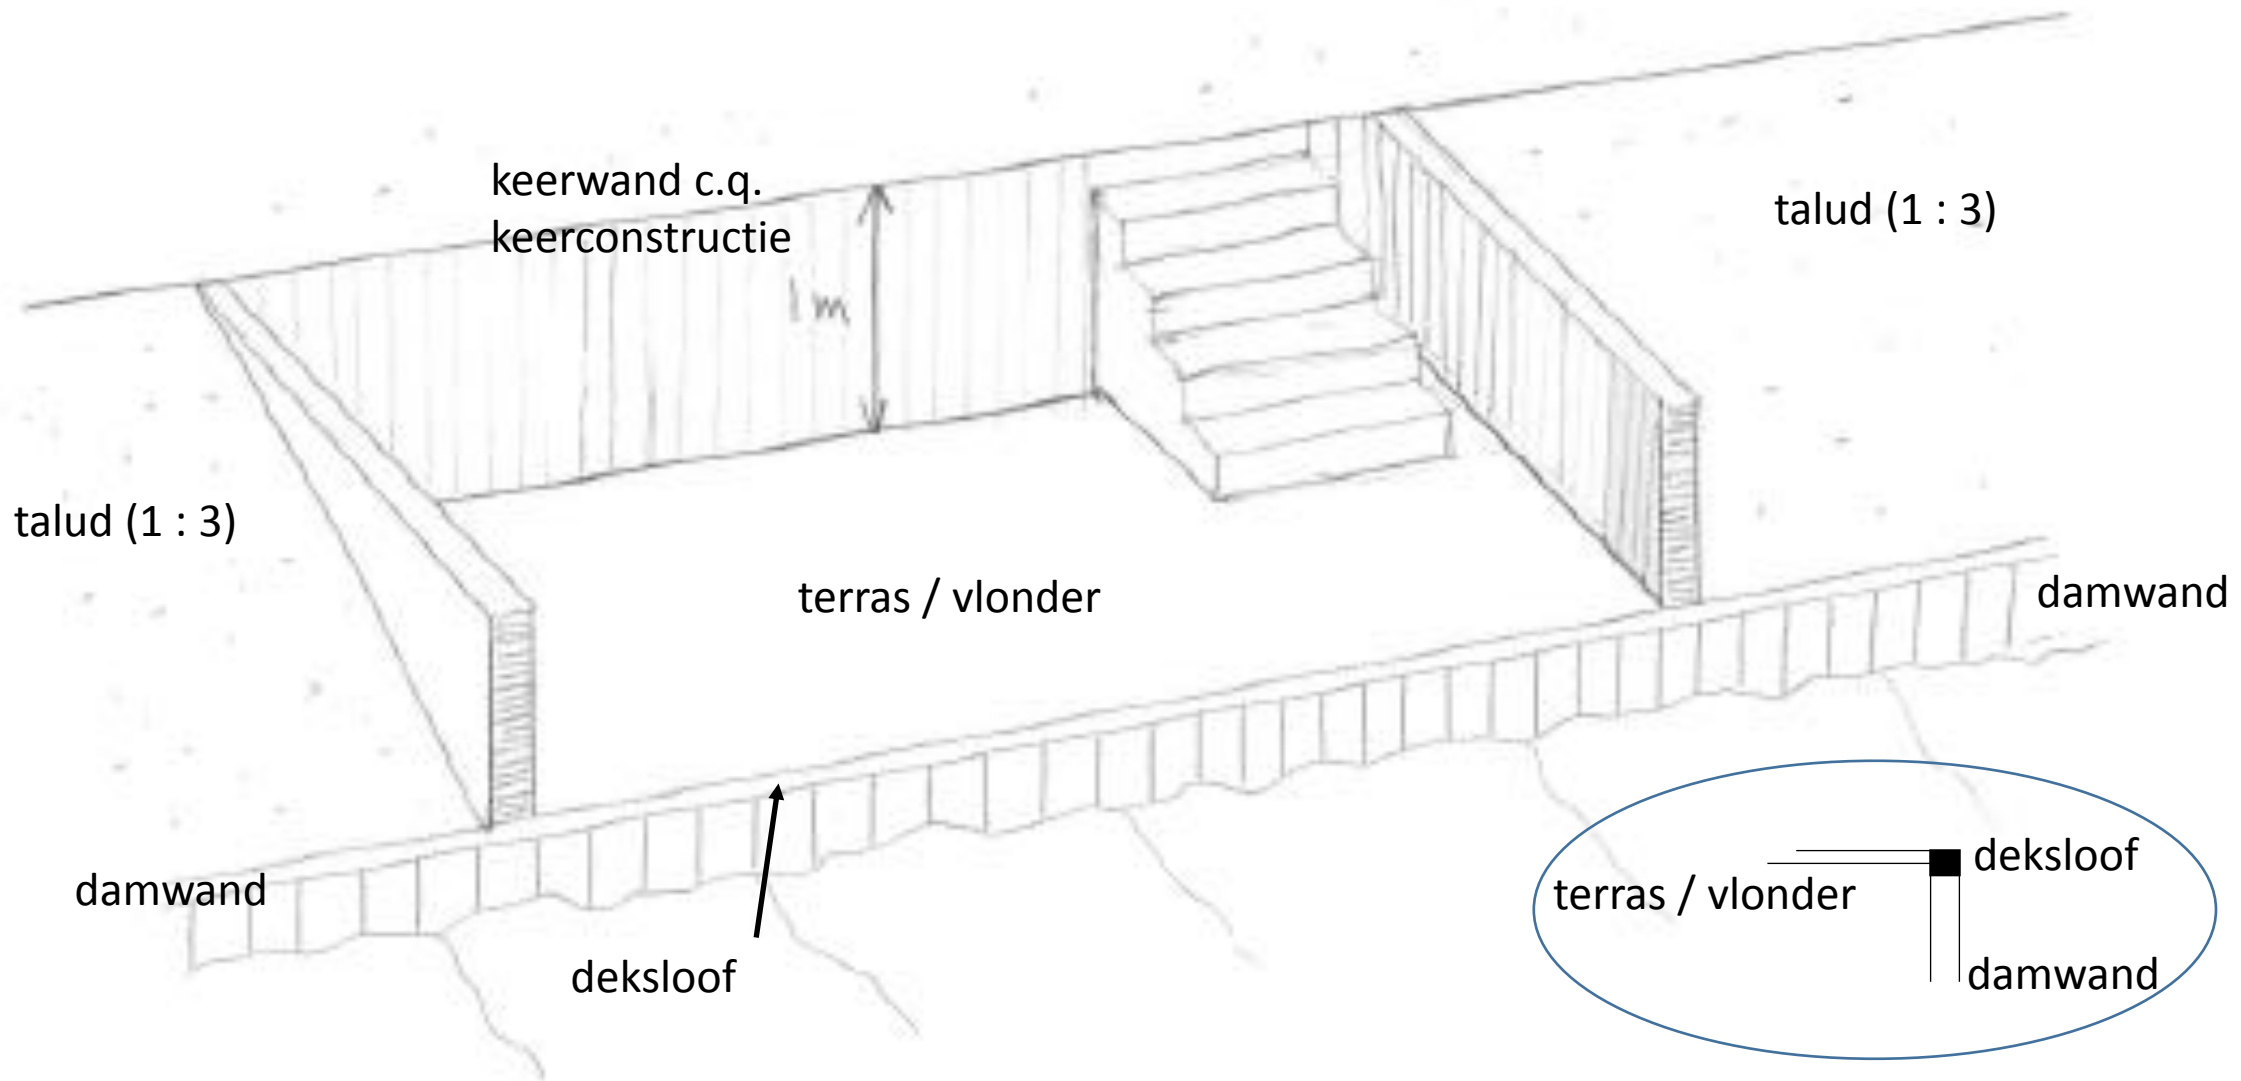 keerwand c.q.
keerconstructie
talud (1 : 3)
1 m
talud (1 : 3)
terras / vlonder
damwand
damwand
deksloof
deksloof
terras / vlonder
damwand